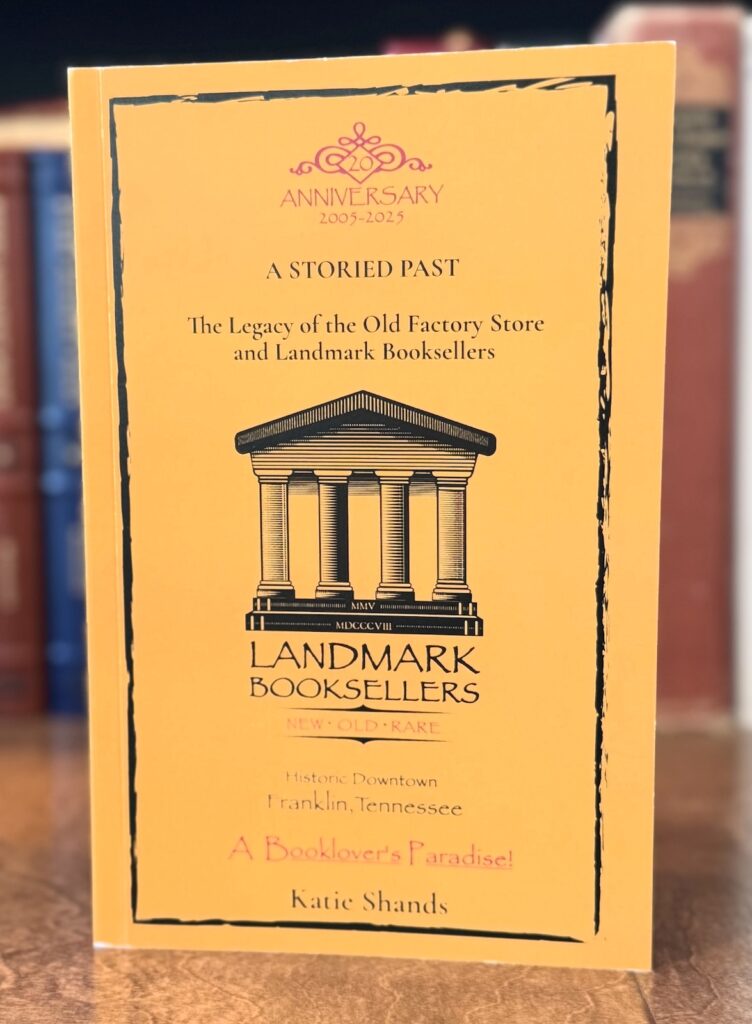 20
ANNIVERSARY
2005-2025
A STORIED PAST
The Legacy of the Old Factory Store
and Landmark Booksellers
MMV
MDCCCVIII
LANDMARK
BOOKSELLERS
NEW · OLD · RARE
Historic Downtown
Franklin, Tennessee
A Booklover's Paradise!
Katie Shands